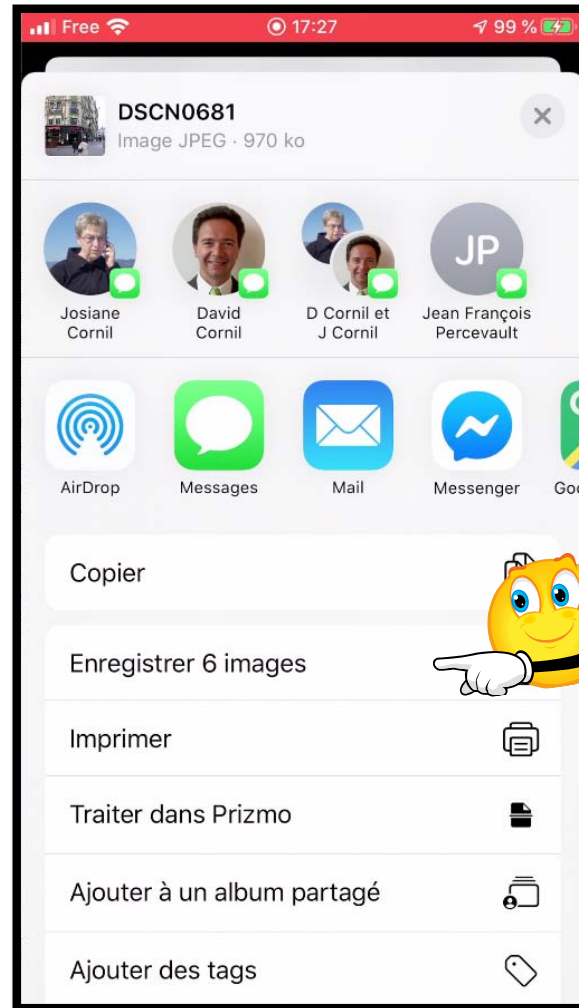 Free 17:27 99 %
DSCN0681
Image JPEG · 970 ko
Josiane
Cornil
David
Cornil
D Cornil et
J Cornil
JP
Jean François
Percevault
AirDrop
Messages
Mail
Messenger
Copier
Enregistrer 6 images
Imprimer
Traiter dans Prizmo
Ajouter à un album partagé
Ajouter des tags